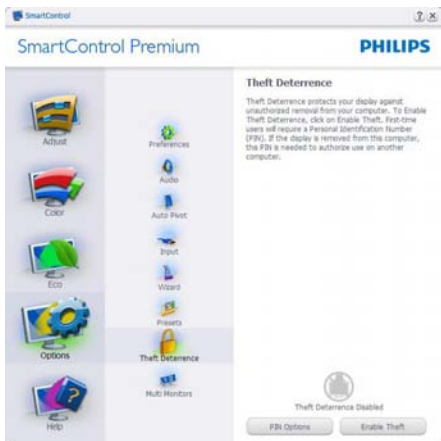 SmartControl
SmartControl Premium
PHILIPS
Adjust
Color
Eco
Options
Help
Preferences
Audio
Auto Pivot
Input
Wizard
Presets
Theft Deterrence
Multi Monitors
Theft Deterrence
Theft Deterrence protects your display against
unauthorized removal from your computer. To Enable
Theft Deterrence, click on Enable Theft. First-time
users will require a Personal Identification Number
(PIN). If the display is removed from this computer,
this PIN is needed to authorize use on another
computer.
Theft Deterrence Disabled
PIN Options
Enable Theft